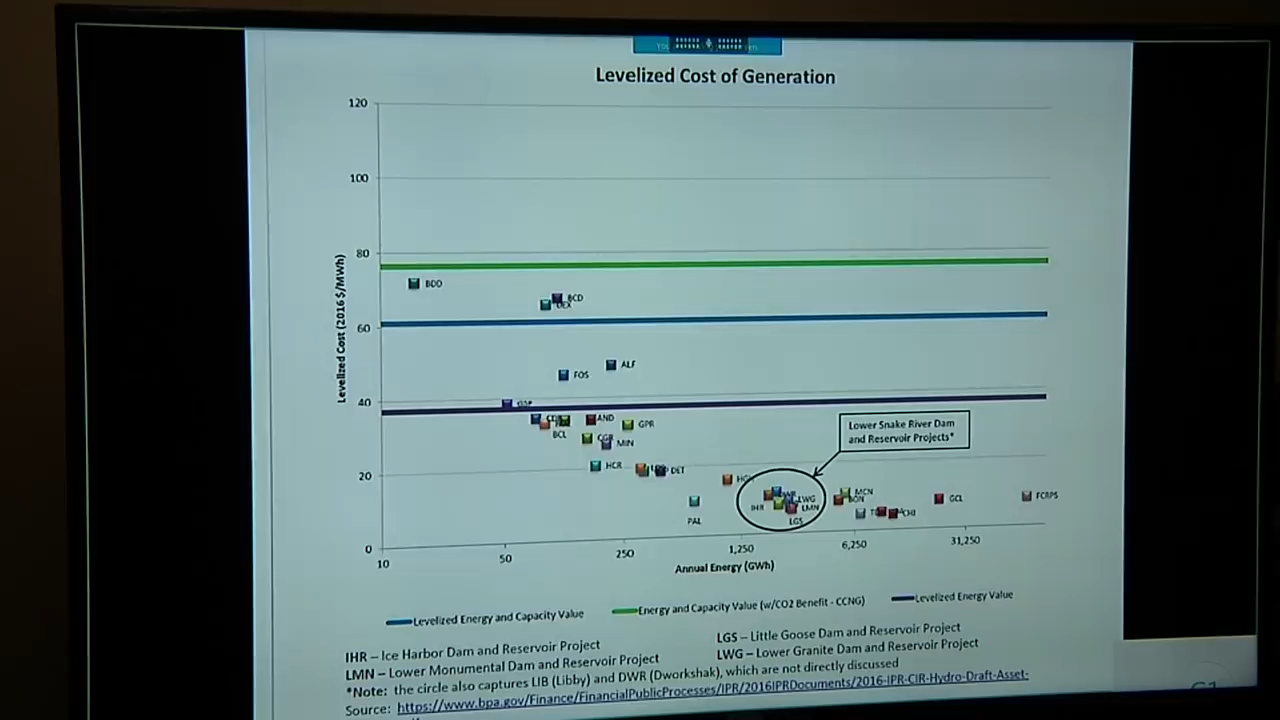 Levelized Cost of Generation
120
100
80
60
40
20
0
Levelized Cost (2016 $/MWh)
BDD
BCD
DEX
FOS
ALF
AND
BCL
GPR
CGR
MIN
HCR
DET
PAL
IHR
LWG
LMN
LGS
MCN
BON
GCL
FCRPS
Lower Snake River Dam
and Reservoir Projects*
10
50
250
1,250
6,250
31,250
Annual Energy (GWh)
Levelized Energy and Capacity Value
Energy and Capacity Value (w/CO2 Benefit - CCNG)
Levelized Energy Value
IHR – Ice Harbor Dam and Reservoir Project
LGS – Little Goose Dam and Reservoir Project
LMN – Lower Monumental Dam and Reservoir Project
LWG – Lower Granite Dam and Reservoir Project
*Note: the circle also captures LIB (Libby) and DWR (Dworkshak), which are not directly discussed
Source: https://www.bpa.gov/Finance/FinancialPublicProcesses/IPR/2016IPRDocuments/2016-IPR-CIR-Hydro-Draft-Asset-